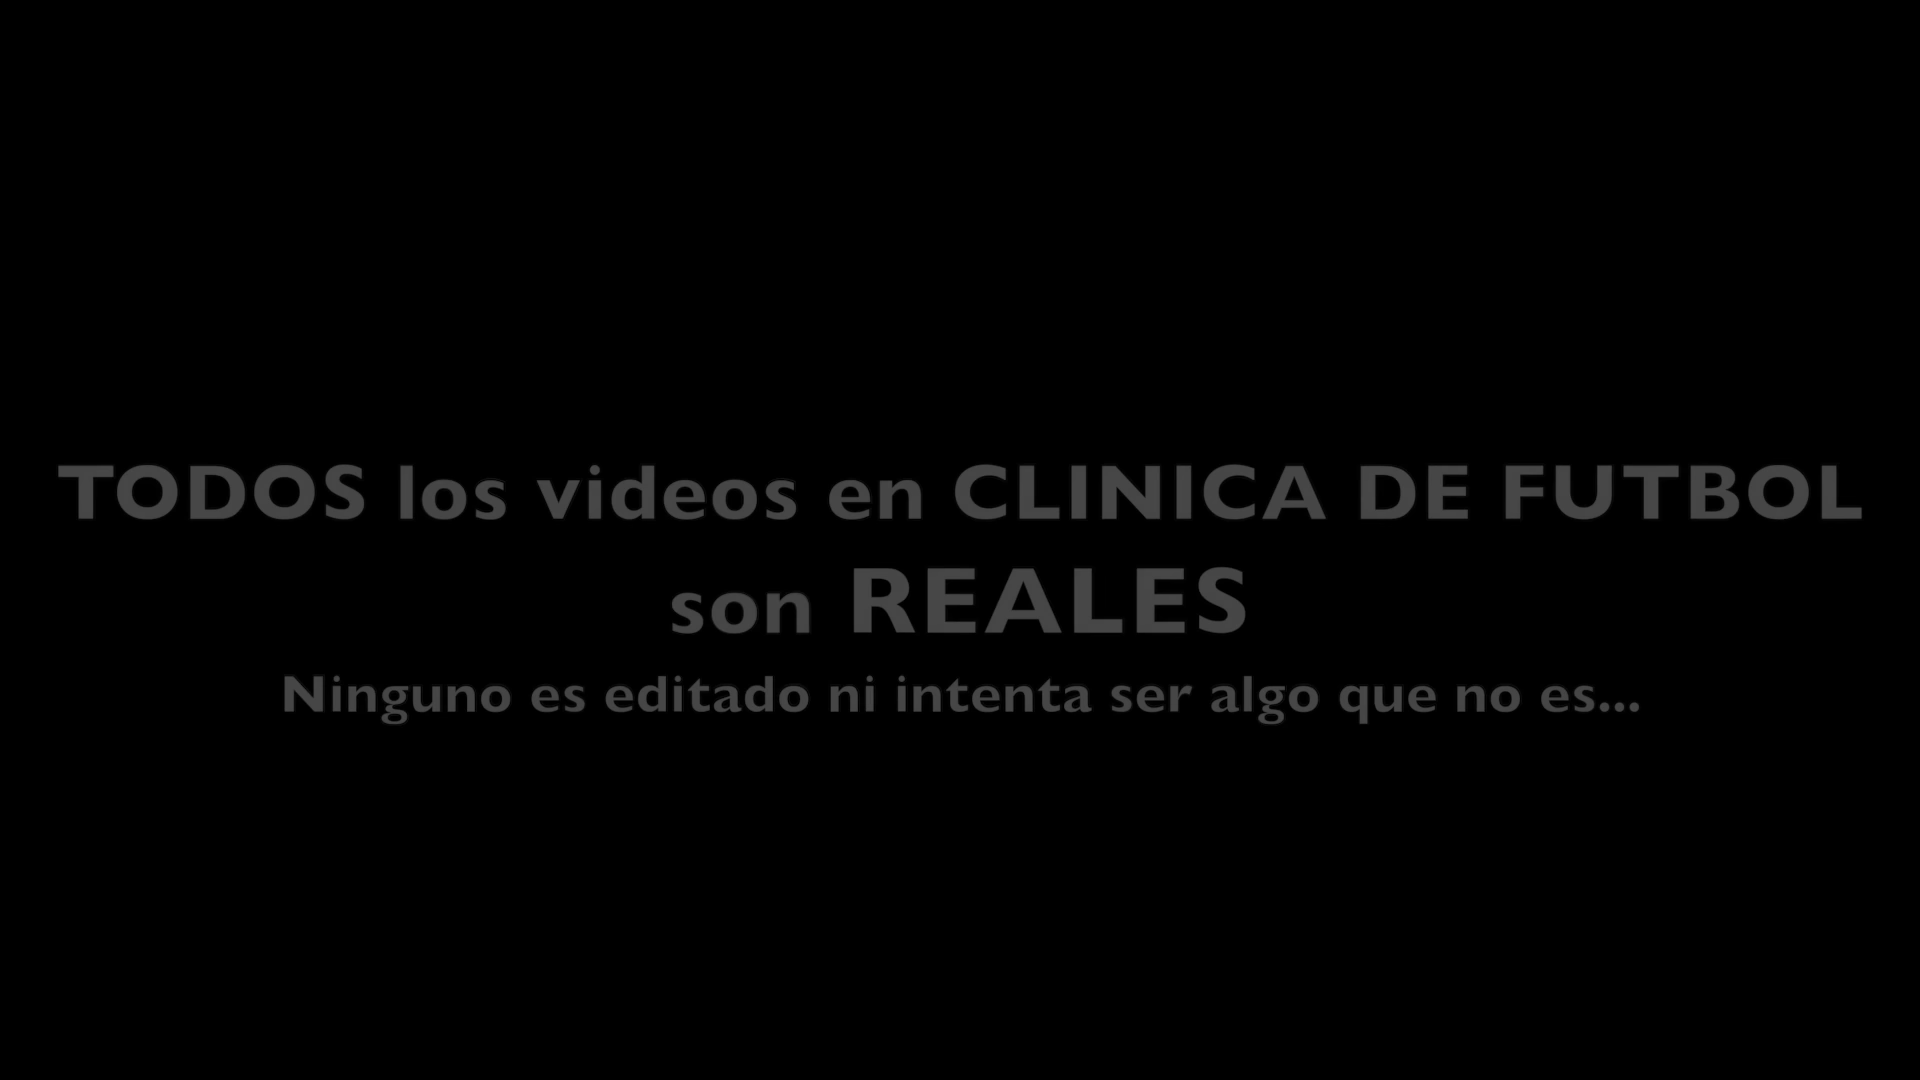 TODOS los videos en CLINICA DE FUTBOL
son REALES
Ninguno es editado ni intenta ser algo que no es...